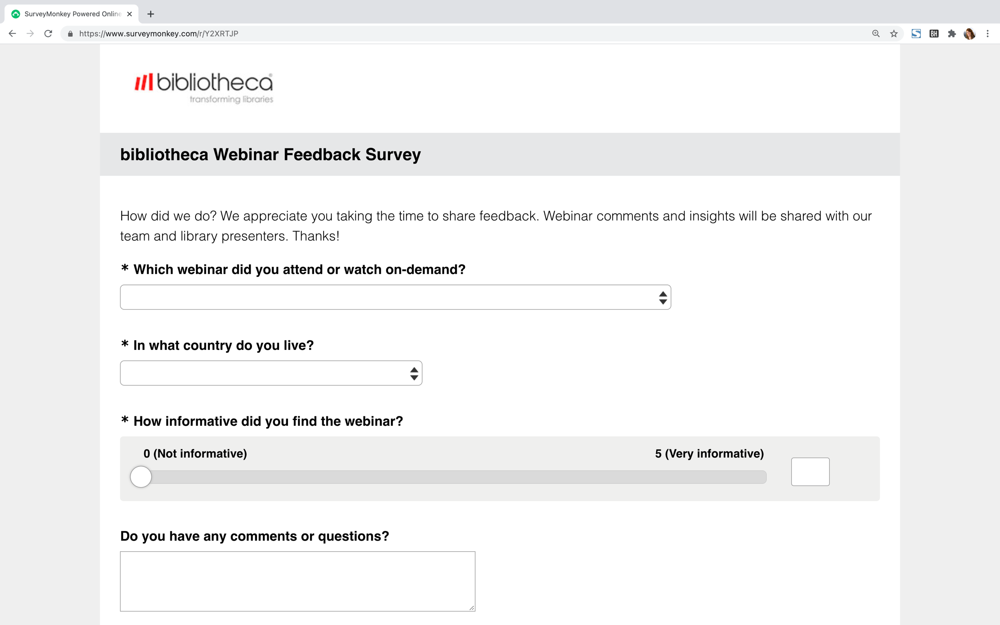 SurveyMonkey Powered Online
https://www.surveymonkey.com/r/Y2XRTJP
BH
bibliotheca®
transforming libraries
bibliotheca Webinar Feedback Survey
How did we do? We appreciate you taking the time to share feedback. Webinar comments and insights will be shared with our
team and library presenters. Thanks!
* Which webinar did you attend or watch on-demand?
* In what country do you live?
* How informative did you find the webinar?
0 (Not informative) 5 (Very informative)
Do you have any comments or questions?